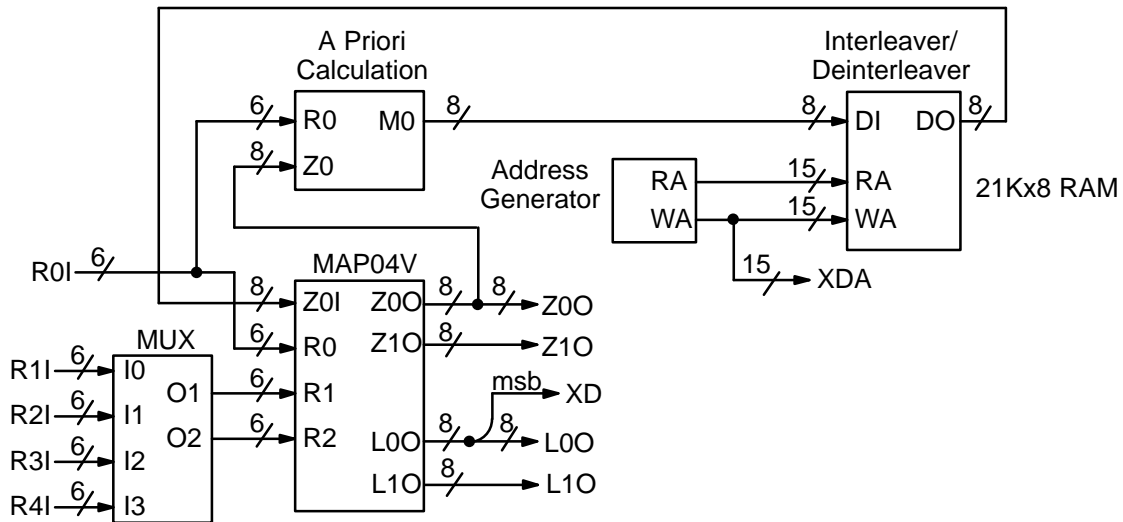 A Priori
Calculation
Interleaver/
Deinterleaver
6
R0
M0
8
8
DI
DO
8
8
Z0
Address
Generator
RA
15
RA
21Kx8 RAM
WA
15
WA
15
XDA
R0I
6
MAP04V
8
Z0I
Z0O
8
8
Z0O
6
R0
Z1O
8
Z1O
MUX
R1I
6
I0
O1
6
R1
msb
XD
R2I
6
I1
O2
6
R2
L0O
8
8
L0O
R3I
6
I2
L1O
8
L1O
R4I
6
I3